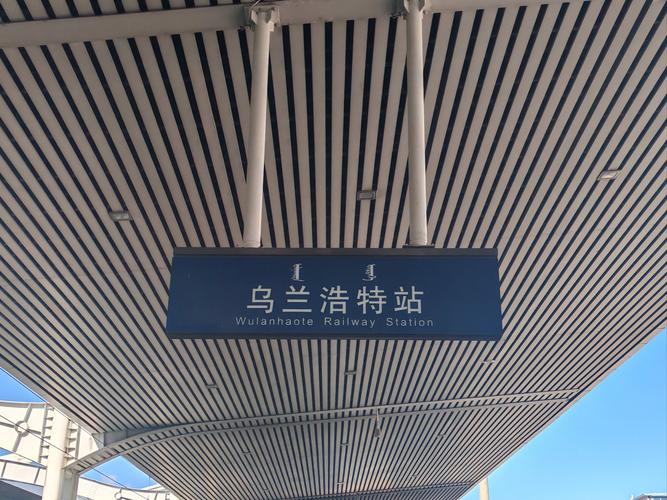 乌兰浩特站
Wulanhaote Railway Station